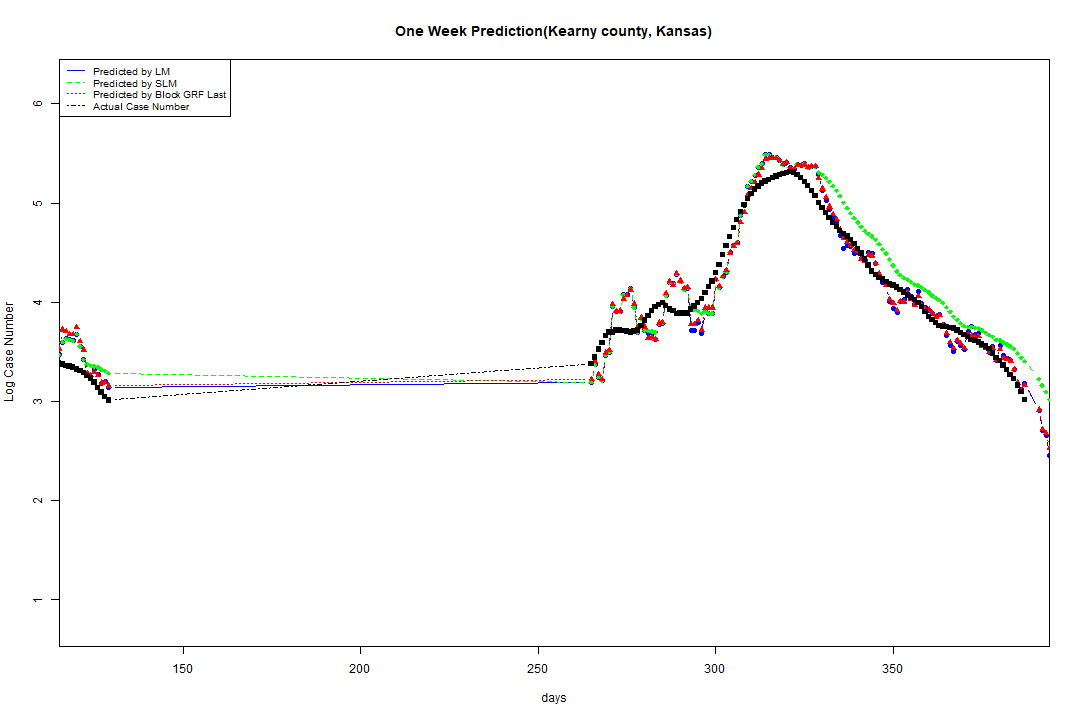 One Week Prediction(Kearny county, Kansas)
Predicted by LM
Predicted by SLM
Predicted by Block GRF Last
Actual Case Number
6
5
4
3
2
1
Log Case Number
150
200
250
300
350
days